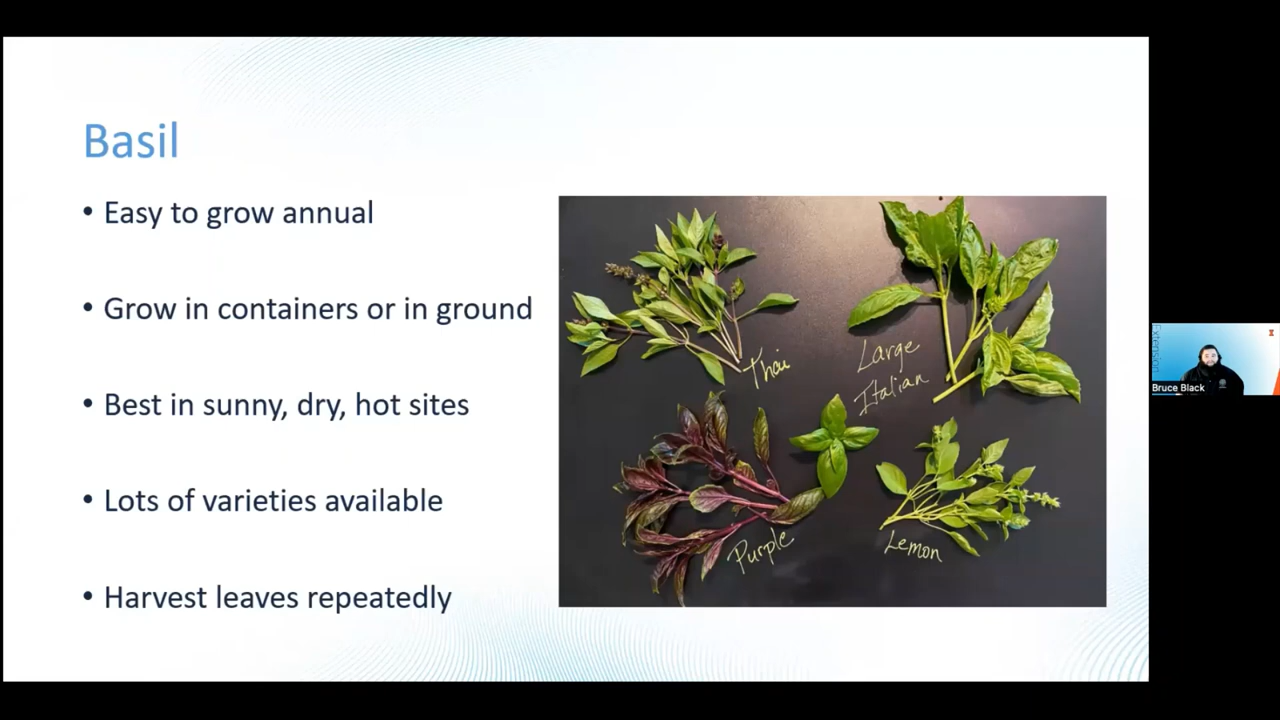 Basil
• Easy to grow annual
• Grow in containers or in ground
• Best in sunny, dry, hot sites
• Lots of varieties available
• Harvest leaves repeatedly
Thai
Large
Italian
Purple
Lemon
Extension
Bruce Black